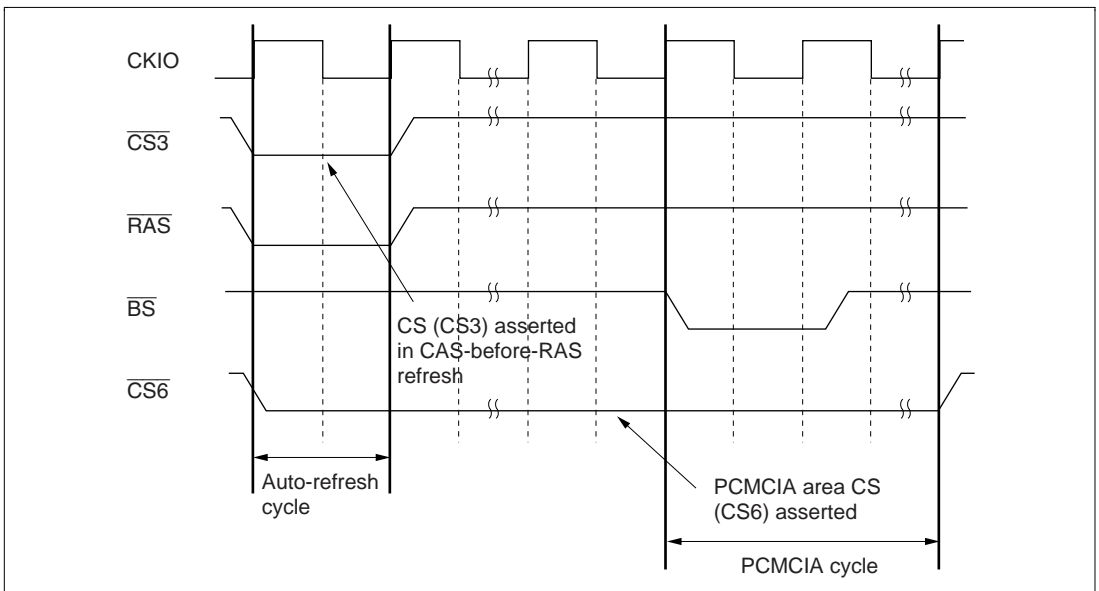 CKIO
CS3
RAS
BS
CS (CS3) asserted
in CAS-before-RAS
refresh
CS6
Auto-refresh
cycle
PCMCIA area CS
(CS6) asserted
PCMCIA cycle